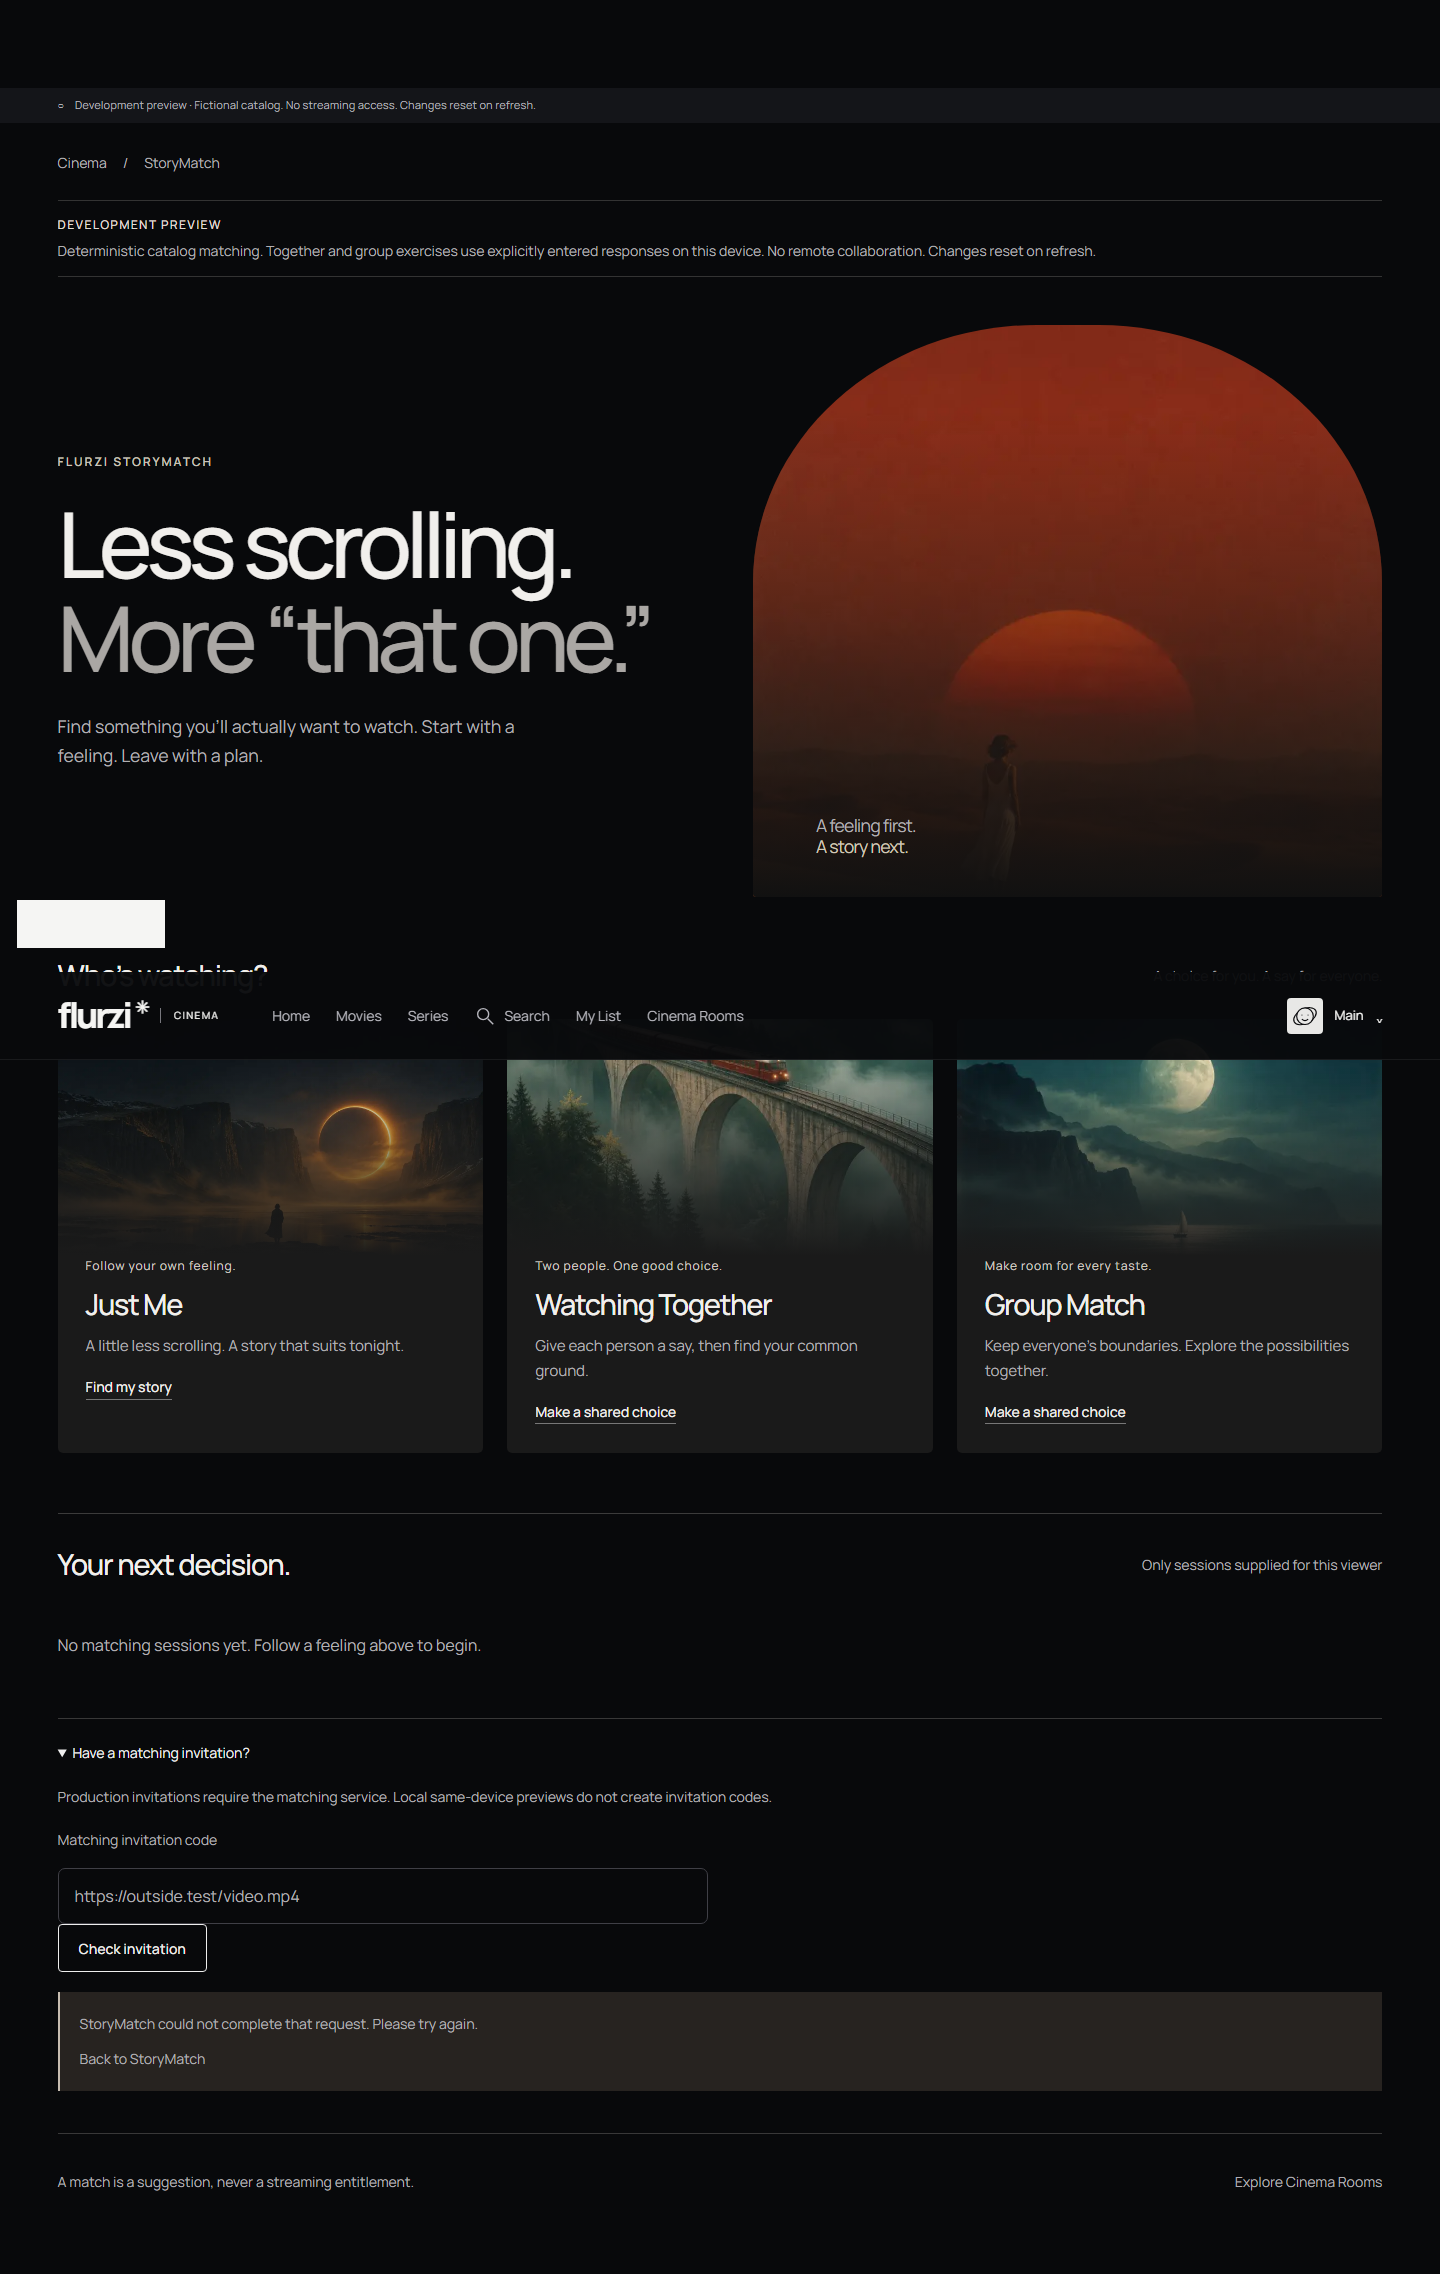 Development preview · Fictional catalog. No streaming access. Changes reset on refresh.
Cinema / StoryMatch
DEVELOPMENT PREVIEW
Deterministic catalog matching. Together and group exercises use explicitly entered responses on this device. No remote collaboration. Changes reset on refresh.
FLURZI STORYMATCH
Less scrolling.
More “that one.”
Find something you’ll actually want to watch. Start with a
feeling. Leave with a plan.
A feeling first.
A story next.
Who’s watching?
A choice for you. A say for everyone.
flurzi* | CINEMA
Home Movies Series Search My List Cinema Rooms
Main
Follow your own feeling.
Just Me
A little less scrolling. A story that suits tonight.
Find my story
Two people. One good choice.
Watching Together
Give each person a say, then find your common
ground.
Make a shared choice
Make room for every taste.
Group Match
Keep everyone’s boundaries. Explore the possibilities
together.
Make a shared choice
Your next decision.
Only sessions supplied for this viewer
No matching sessions yet. Follow a feeling above to begin.
Have a matching invitation?
Production invitations require the matching service. Local same-device previews do not create invitation codes.
Matching invitation code
https://outside.test/video.mp4
Check invitation
StoryMatch could not complete that request. Please try again.
Back to StoryMatch
A match is a suggestion, never a streaming entitlement.
Explore Cinema Rooms